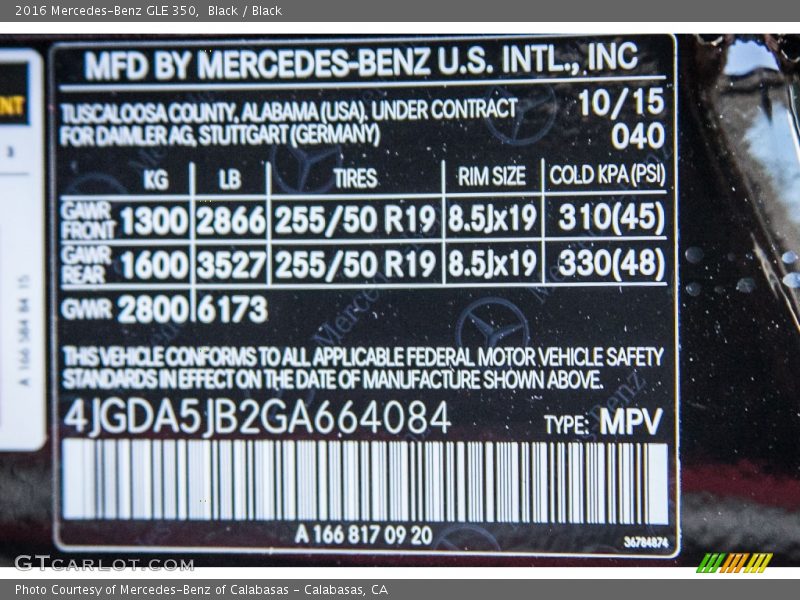 2016 Mercedes-Benz GLE 350, Black / Black
MFD BY MERCEDES-BENZ U.S. INTL., INC
TUSCALOOSA COUNTY, ALABAMA (USA). UNDER CONTRACT 10/15
FOR DAIMLER AG, STUTTGART (GERMANY) 040
KG LB TIRES RIM SIZE COLD KPA (PSI)
GAWR FRONT 1300 2866 255/50 R19 8.5Jx19 310(45)
GAWR REAR 1600 3527 255/50 R19 8.5Jx19 330(48)
GWR 2800 6173
THIS VEHICLE CONFORMS TO ALL APPLICABLE FEDERAL MOTOR VEHICLE SAFETY
STANDARDS IN EFFECT ON THE DATE OF MANUFACTURE SHOWN ABOVE.
4JGDA5JB2GA664084 TYPE: MPV
A 166 817 09 20
36784874
A 166 584 84 15
GTCARLOT.COM
Photo Courtesy of Mercedes-Benz of Calabasas - Calabasas, CA